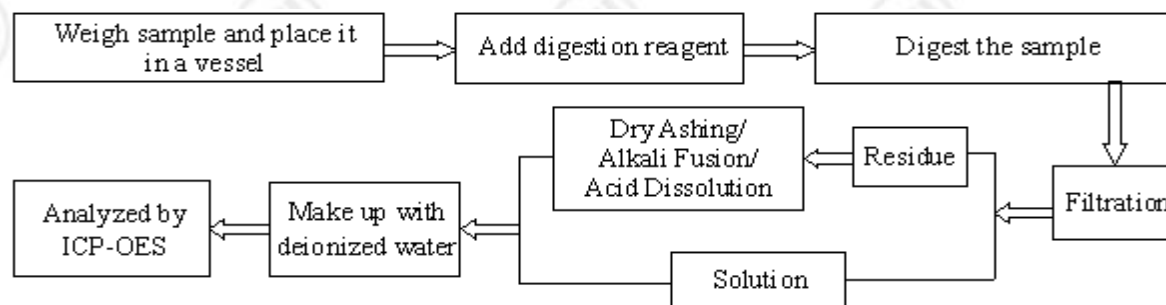 Weigh sample and place it
in a vessel
Add digestion reagent
Digest the sample
Dry Ashing/
Alkali Fusion/
Acid Dissolution
Residue
Filtration
Analyzed by
ICP-OES
Make up with
deionized water
Solution